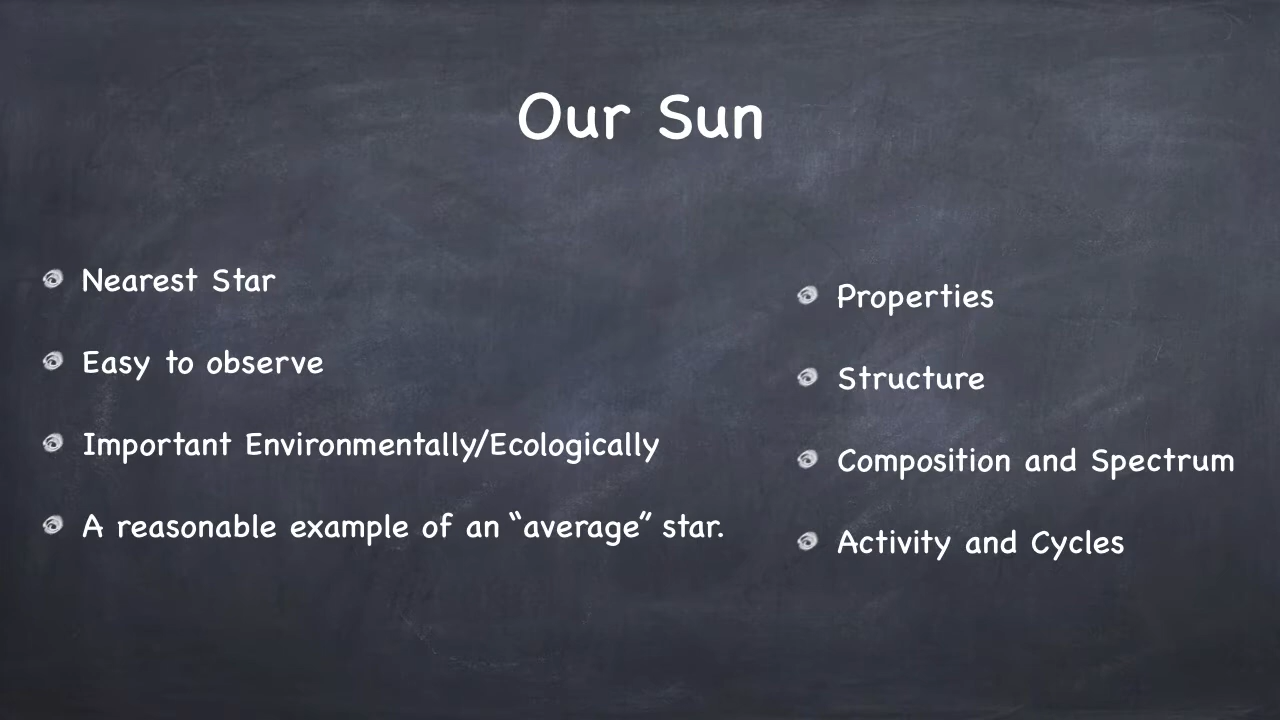 Our Sun
Nearest Star
Easy to observe
Important Environmentally/Ecologically
A reasonable example of an “average” star.
Properties
Structure
Composition and Spectrum
Activity and Cycles